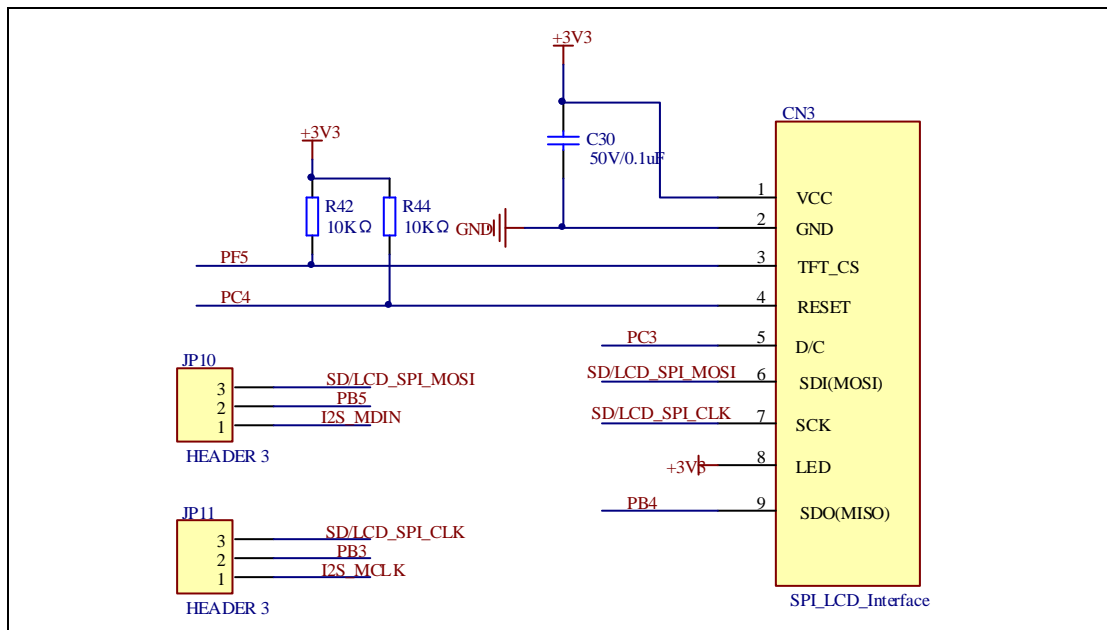 +3V3
CN3
C30
50V/0.1uF
+3V3
1 VCC
R42 R44
10KΩ 10KΩ
GND
2 GND
PF5
3 TFT_CS
PC4
4 RESET
PC3
5 D/C
JP10
SD/LCD_SPI_MOSI
6 SDI(MOSI)
3 SD/LCD_SPI_MOSI
2 PB5
1 I2S_MDIN
SD/LCD_SPI_CLK
7 SCK
HEADER 3
+3V3
8 LED
PB4
9 SDO(MISO)
JP11
3 SD/LCD_SPI_CLK
2 PB3
1 I2S_MCLK
HEADER 3
SPI_LCD_Interface